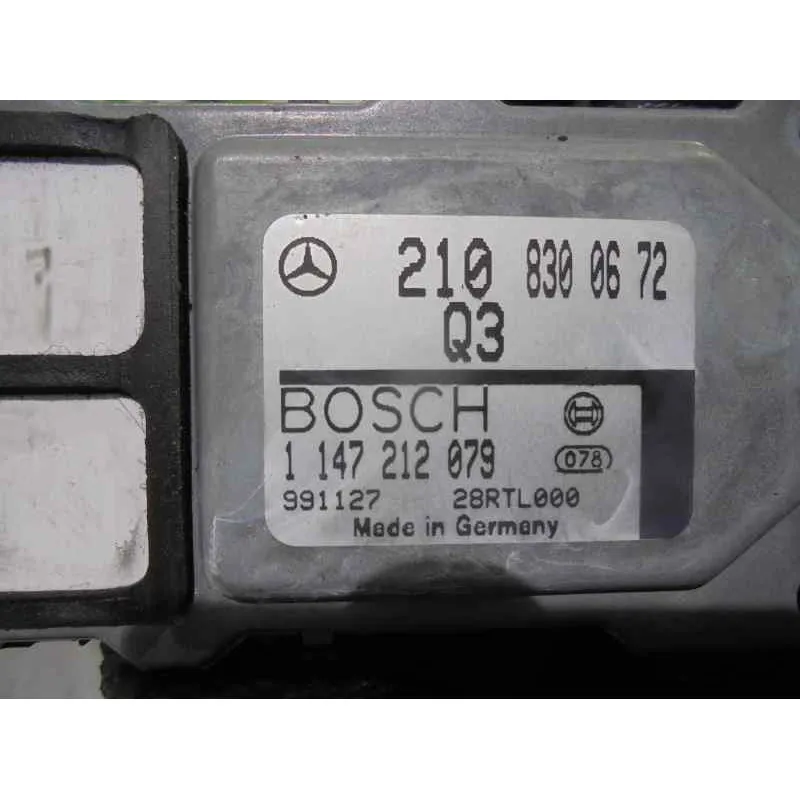 210 830 06 72
Q3
BOSCH
1 147 212 079 078
991127 28RTL000
Made in Germany